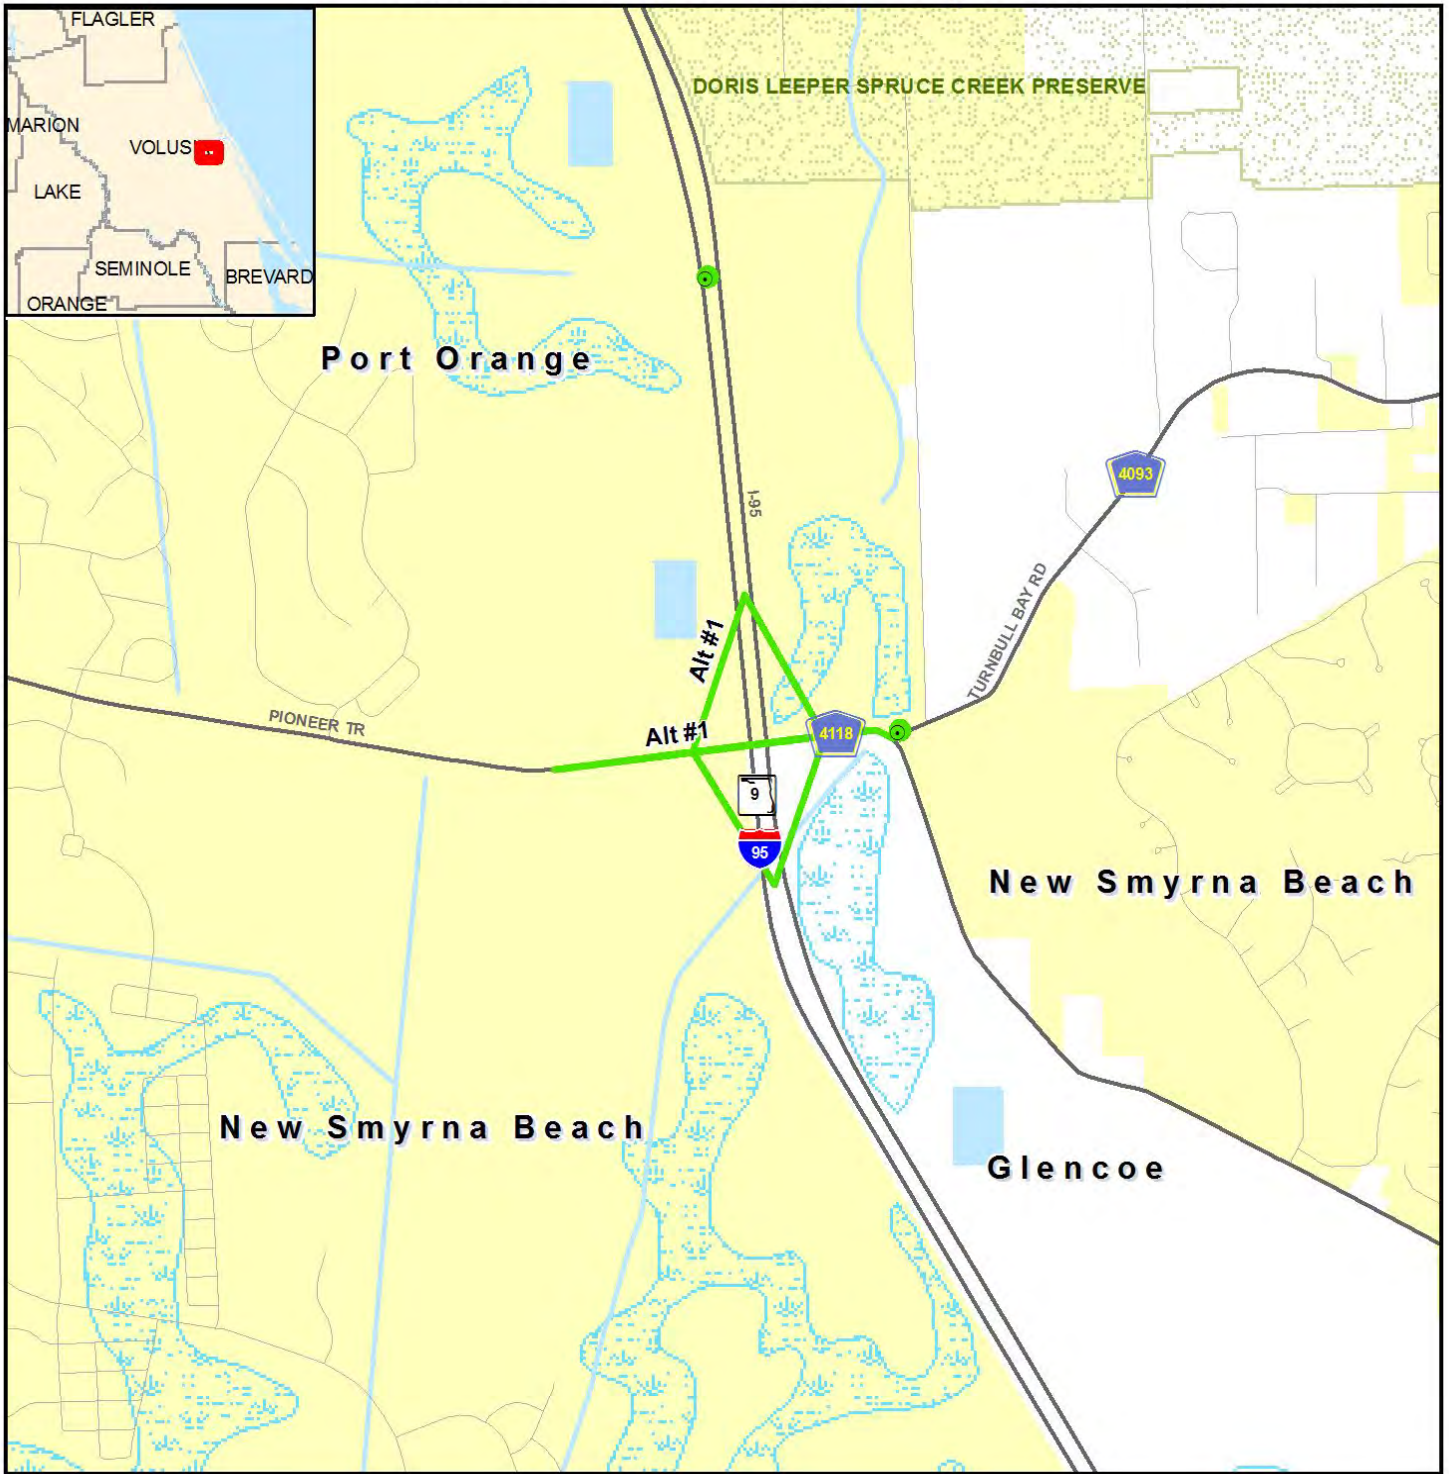 FLAGLER
MARION
VOLUS
LAKE
SEMINOLE
BREVARD
ORANGE
DORIS LEEPER SPRUCE CREEK PRESERVE
Port Orange
4093
I-95
TURNBULL BAY RD
Alt #1
PIONEER TR
Alt #1
4118
9
95
New Smyrna Beach
New Smyrna Beach
Glencoe